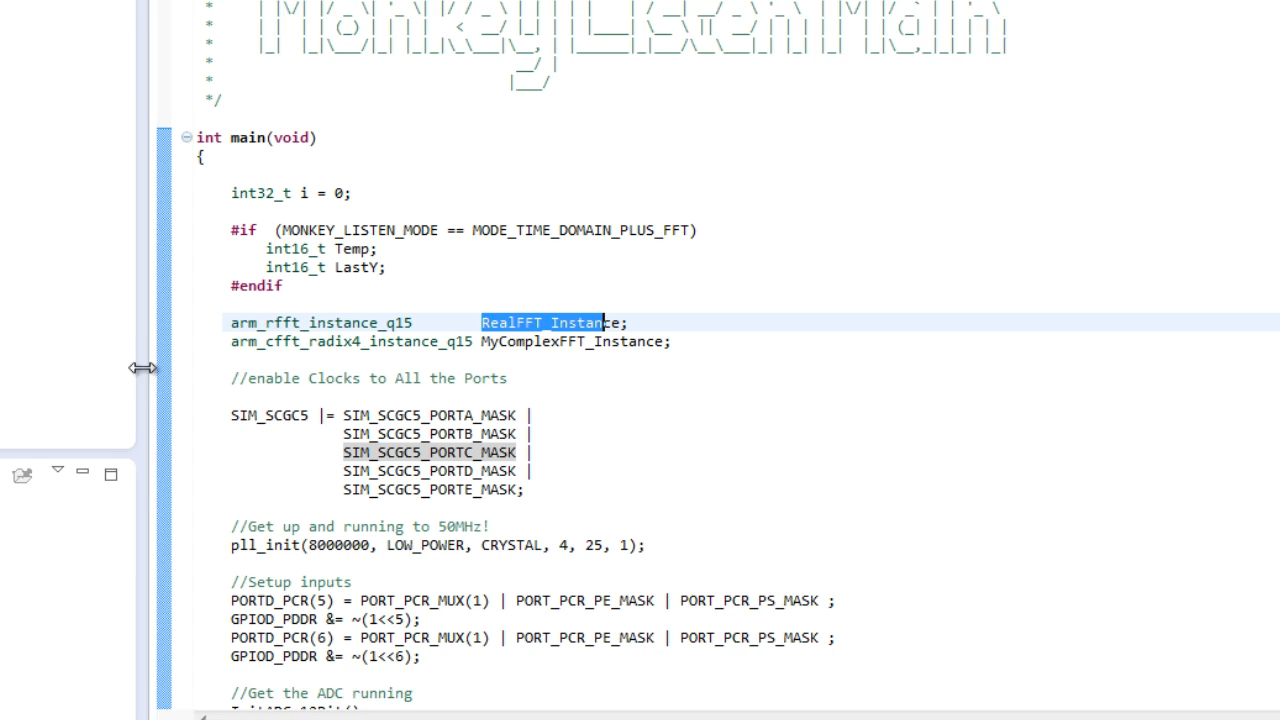 MonkeyListenMain
*/
int main(void)
{
int32_t i = 0;
#if (MONKEY_LISTEN_MODE == MODE_TIME_DOMAIN_PLUS_FFT)
int16_t Temp;
int16_t LastY;
#endif
arm_rfft_instance_q15 RealFFT_Instance;
arm_cfft_radix4_instance_q15 MyComplexFFT_Instance;
//enable Clocks to All the Ports
SIM_SCGC5 |= SIM_SCGC5_PORTA_MASK |
SIM_SCGC5_PORTB_MASK |
SIM_SCGC5_PORTC_MASK |
SIM_SCGC5_PORTD_MASK |
SIM_SCGC5_PORTE_MASK;
//Get up and running to 50MHz!
pll_init(8000000, LOW_POWER, CRYSTAL, 4, 25, 1);
//Setup inputs
PORTD_PCR(5) = PORT_PCR_MUX(1) | PORT_PCR_PE_MASK | PORT_PCR_PS_MASK ;
GPIOD_PDDR &= ~(1<<5);
PORTD_PCR(6) = PORT_PCR_MUX(1) | PORT_PCR_PE_MASK | PORT_PCR_PS_MASK ;
GPIOD_PDDR &= ~(1<<6);
//Get the ADC running